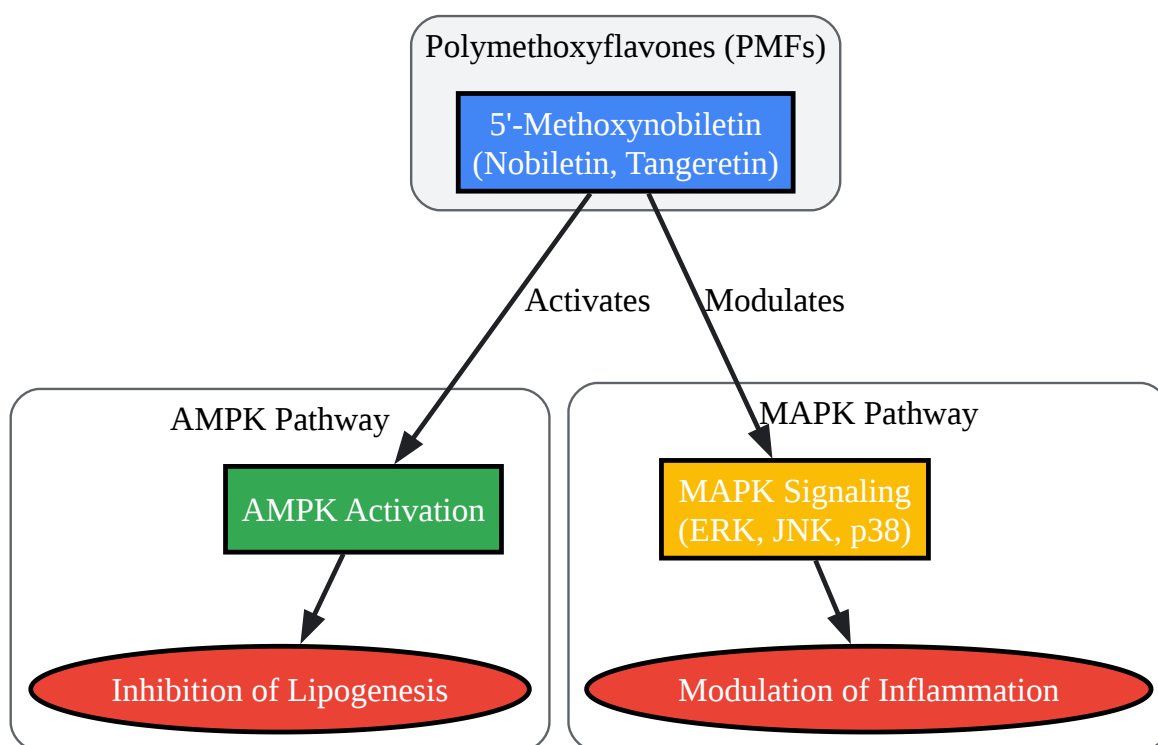 Polymethoxyflavones (PMFs)
5'-Methoxynobiletin
(Nobiletin, Tangeretin)
Activates
Modulates
AMPK Pathway
MAPK Pathway
AMPK Activation
MAPK Signaling
(ERK, JNK, p38)
Inhibition of Lipogenesis
Modulation of Inflammation